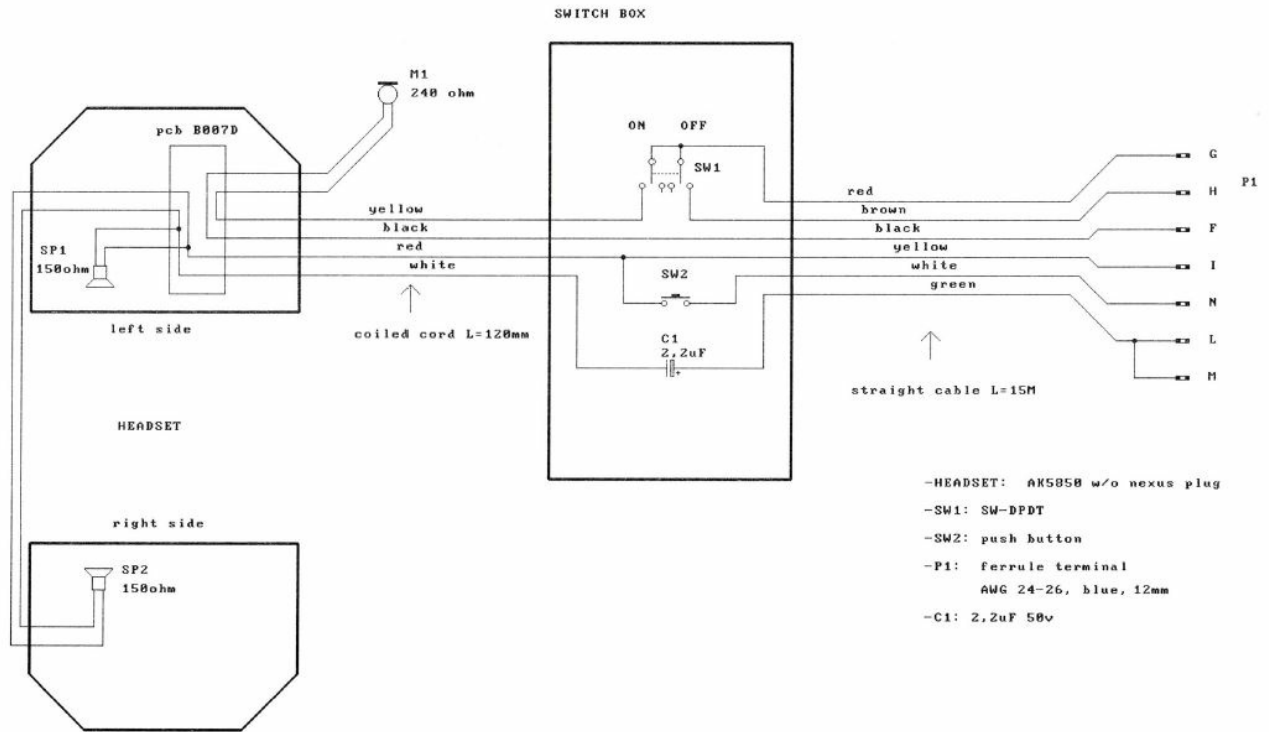 SWITCH BOX
M1
240 ohm
pcb B007D
ON OFF
SW1
G
P1
red
H
yellow
brown
black
black
F
SP1
red
yellow
150ohm
white
SW2
white
I
green
N
left side
coiled cord L=120mm
C1
2,2uF
+
L
straight cable L=15M
M
HEADSET
-HEADSET: AK5850 w/o nexus plug
-SW1: SW-DPDT
right side
-SW2: push button
SP2
-P1: ferrule terminal
150ohm
AWG 24-26, blue, 12mm
-C1: 2,2uF 50v